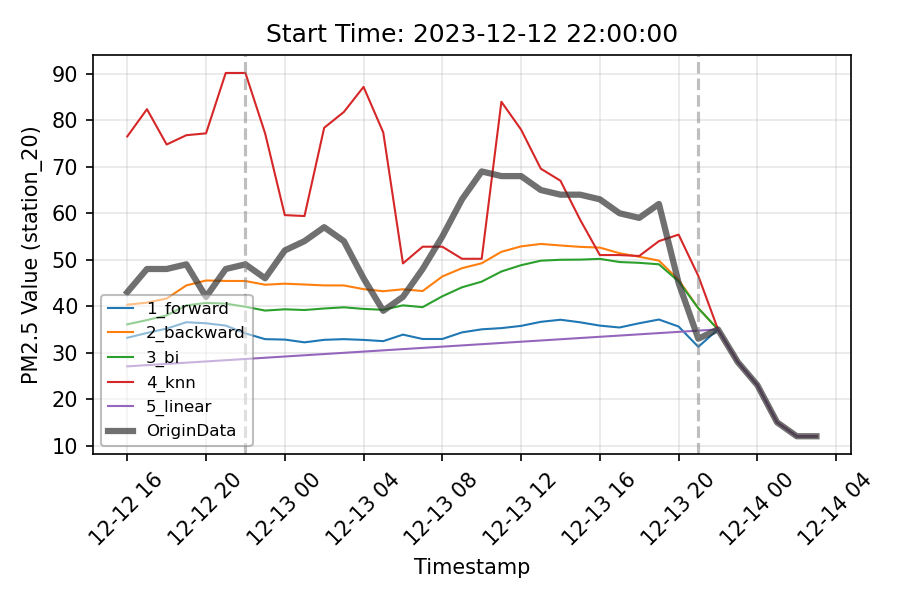 Start Time: 2023-12-12 22:00:00
PM2.5 Value (station_20)
90
80
70
60
50
40
30
20
10
1_forward
2_backward
3_bi
4_knn
5_linear
OriginData
12-12 16
12-12 20
12-13 00
12-13 04
12-13 08
12-13 12
12-13 16
12-13 20
12-14 00
12-14 04
Timestamp